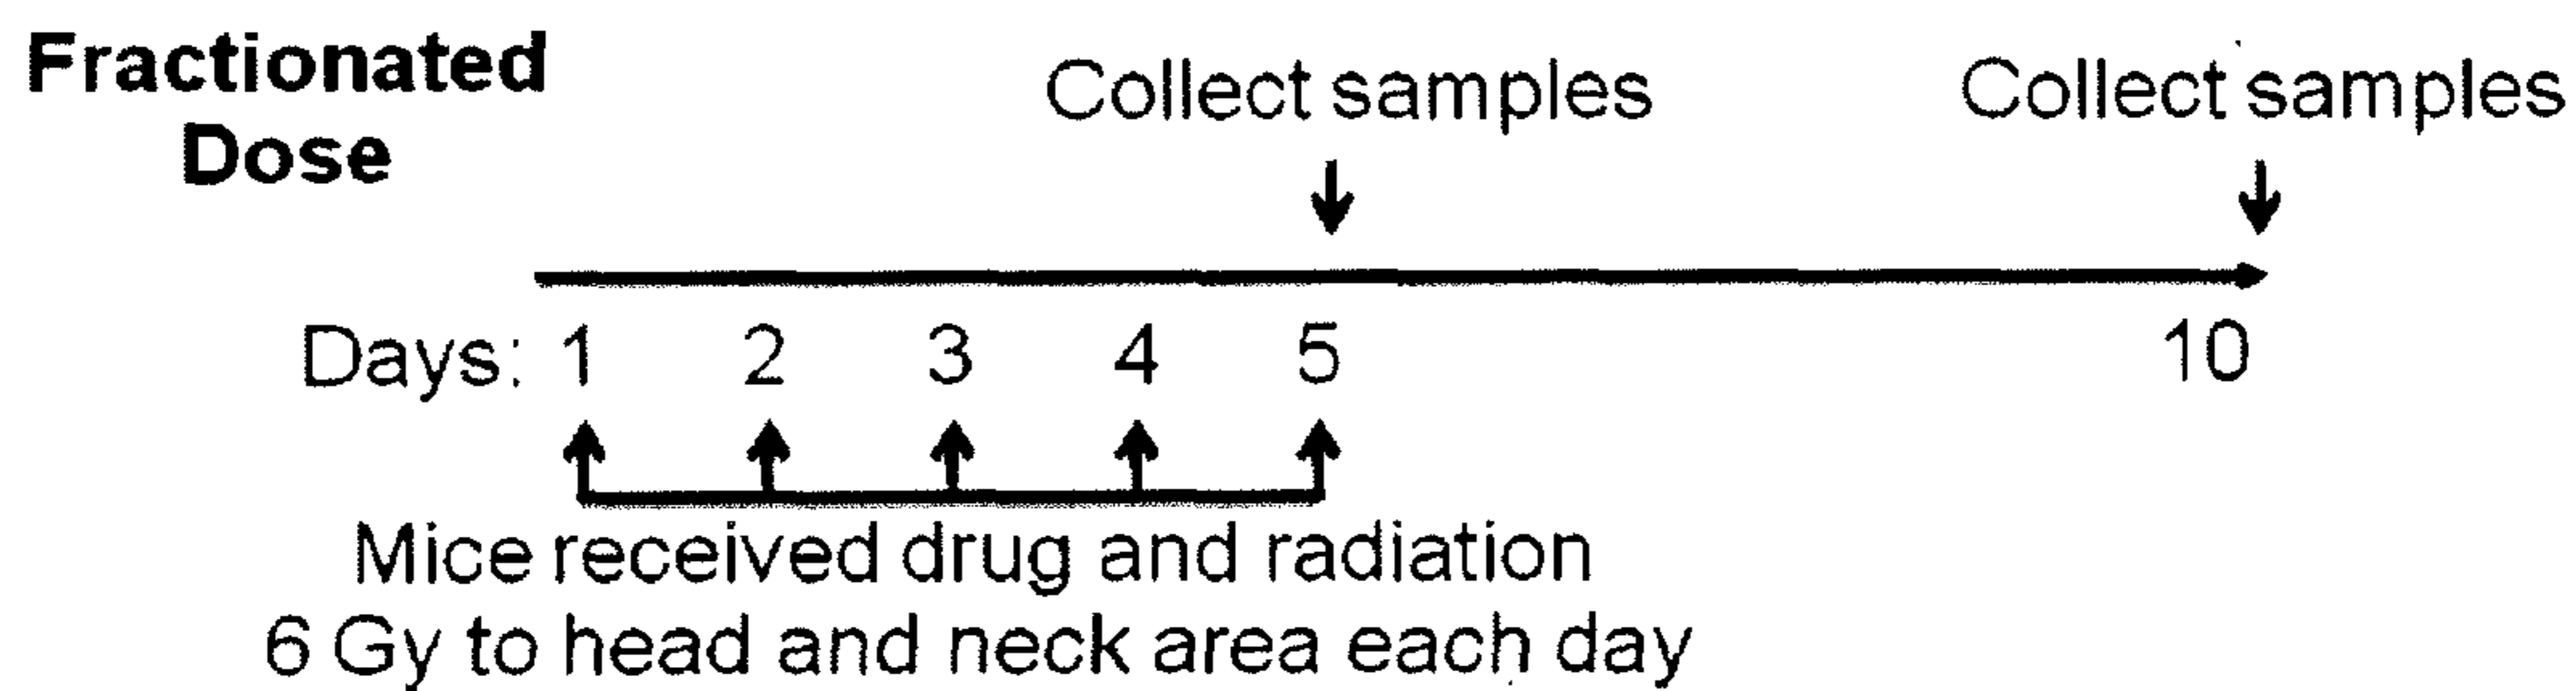 Fractionated
Dose
Collect samples
Collect samples
Days: 1 2 3 4 5 10
Mice received drug and radiation
6 Gy to head and neck area each day